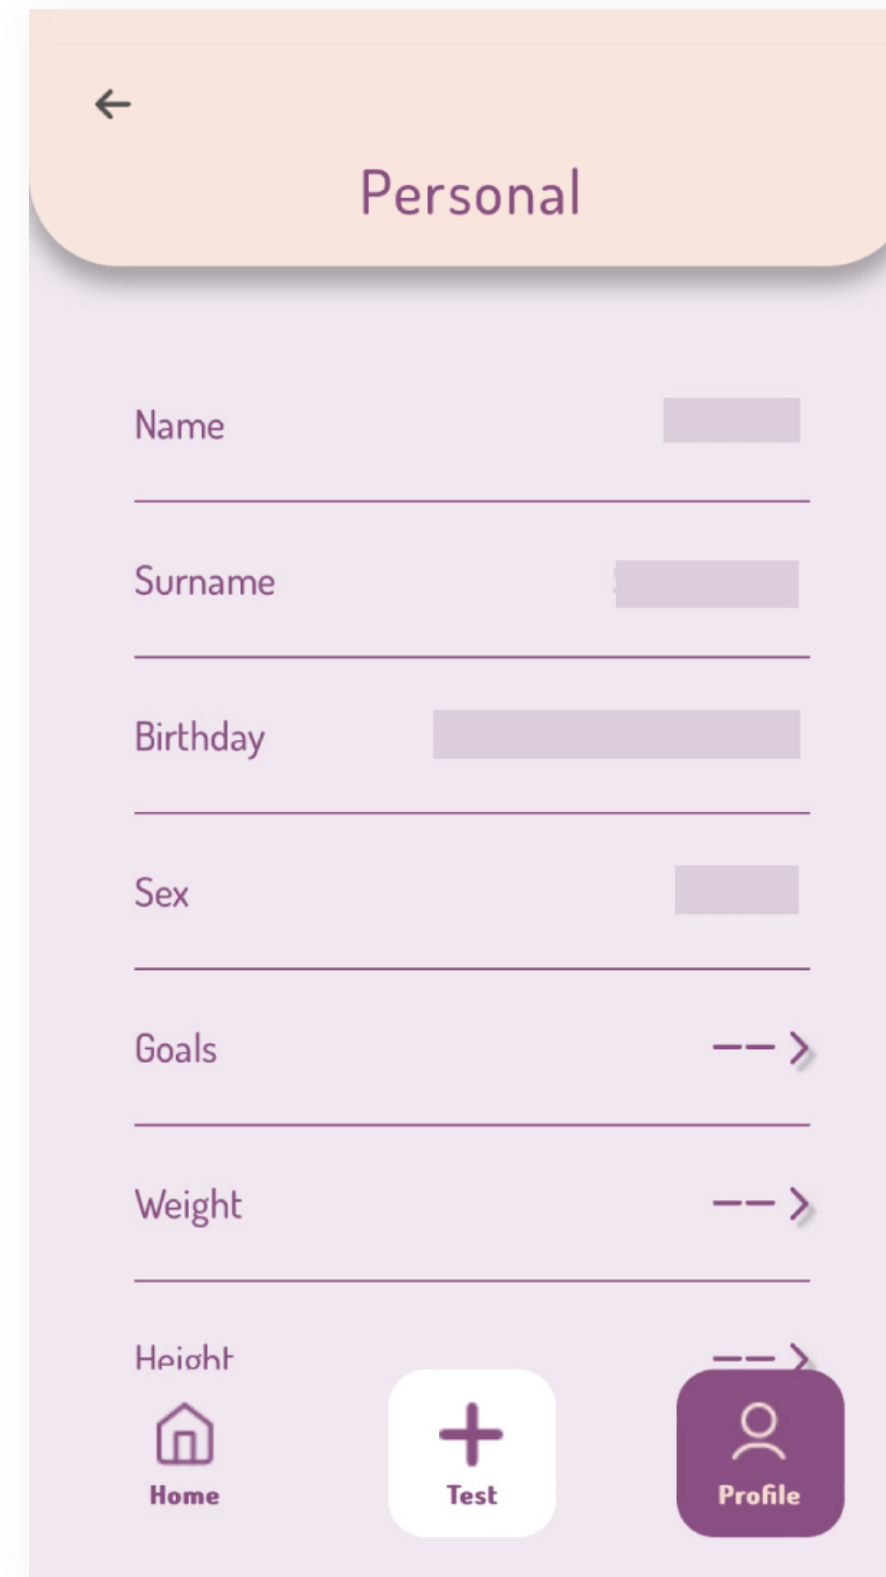 Personal
Name
Surname
Birthday
Sex
Goals --
Weight --
Height --
Home
Test
Profile